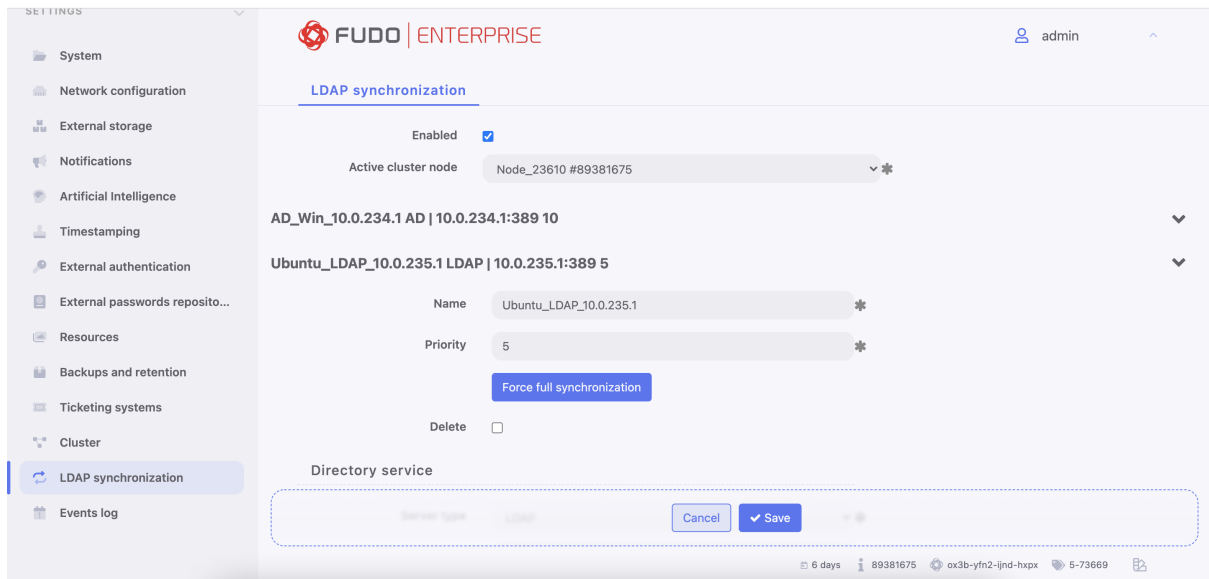 SETTINGS
System
Network configuration
External storage
Notifications
Artificial Intelligence
Timestamping
External authentication
External passwords reposito...
Resources
Backups and retention
Ticketing systems
Cluster
LDAP synchronization
Events log
FUDO | ENTERPRISE
admin
LDAP synchronization
Enabled
Active cluster node Node_23610 #89381675
AD_Win_10.0.234.1 AD | 10.0.234.1:389 10
Ubuntu_LDAP_10.0.235.1 LDAP | 10.0.235.1:389 5
Name Ubuntu_LDAP_10.0.235.1
Priority 5
Force full synchronization
Delete
Directory service
Server type LDAP
Cancel Save
6 days 89381675 ox3b-yfn2-ijnd-hxpx 5-73669